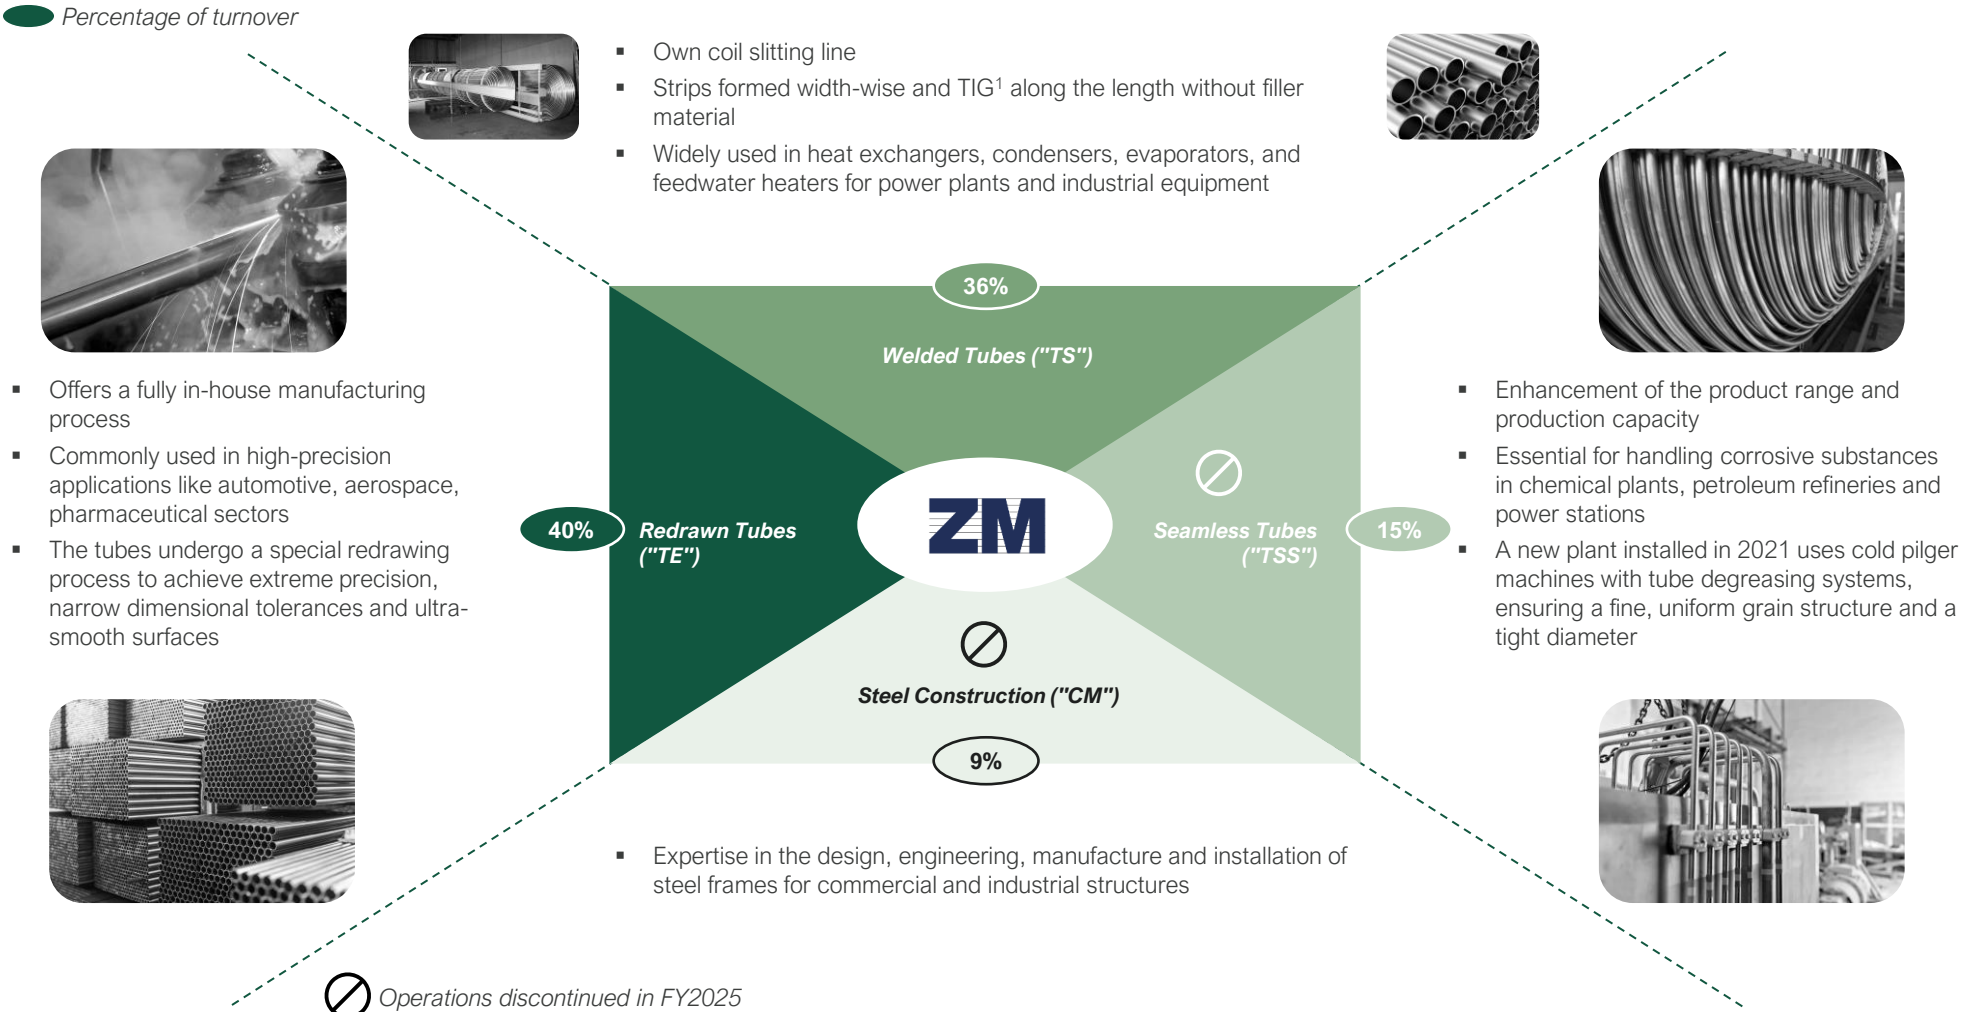 Percentage of turnover
▪ Own coil slitting line
▪ Strips formed width-wise and TIG¹ along the length without filler
material
▪ Widely used in heat exchangers, condensers, evaporators, and
feedwater heaters for power plants and industrial equipment
36%
Welded Tubes ("TS")
▪ Offers a fully in-house manufacturing
process
▪ Commonly used in high-precision
applications like automotive, aerospace,
pharmaceutical sectors
▪ The tubes undergo a special redrawing
process to achieve extreme precision,
narrow dimensional tolerances and ultra-
smooth surfaces
40%
Redrawn Tubes
("TE")
ZM
Seamless Tubes
("TSS")
15%
▪ Enhancement of the product range and
production capacity
▪ Essential for handling corrosive substances
in chemical plants, petroleum refineries and
power stations
▪ A new plant installed in 2021 uses cold pilger
machines with tube degreasing systems,
ensuring a fine, uniform grain structure and a
tight diameter
Steel Construction ("CM")
9%
▪ Expertise in the design, engineering, manufacture and installation of
steel frames for commercial and industrial structures
Operations discontinued in FY2025